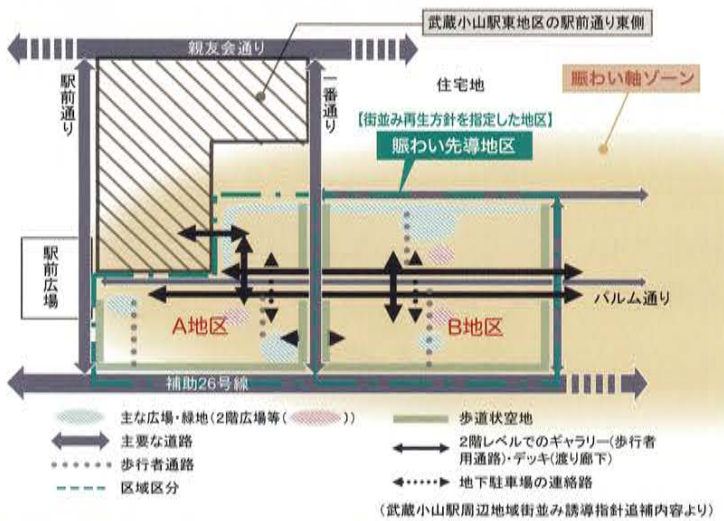 武蔵小山駅東地区の駅前通り東側
親友会通り
駅前通り
一番通り
住宅地
賑わい軸ゾーン
【街並み再生方針を指定した地区】
賑わい先導地区
駅前広場
パルム通り
A地区
B地区
補助26号線
主な広場・緑地(2階広場等( ))
主要な道路
歩行者通路
区域区分
歩道状空地
2階レベルでのギャラリー(歩行者
用通路)・デッキ(渡り廊下)
地下駐車場の連絡路
(武蔵小山駅周辺地域街並み誘導指針追補内容より)